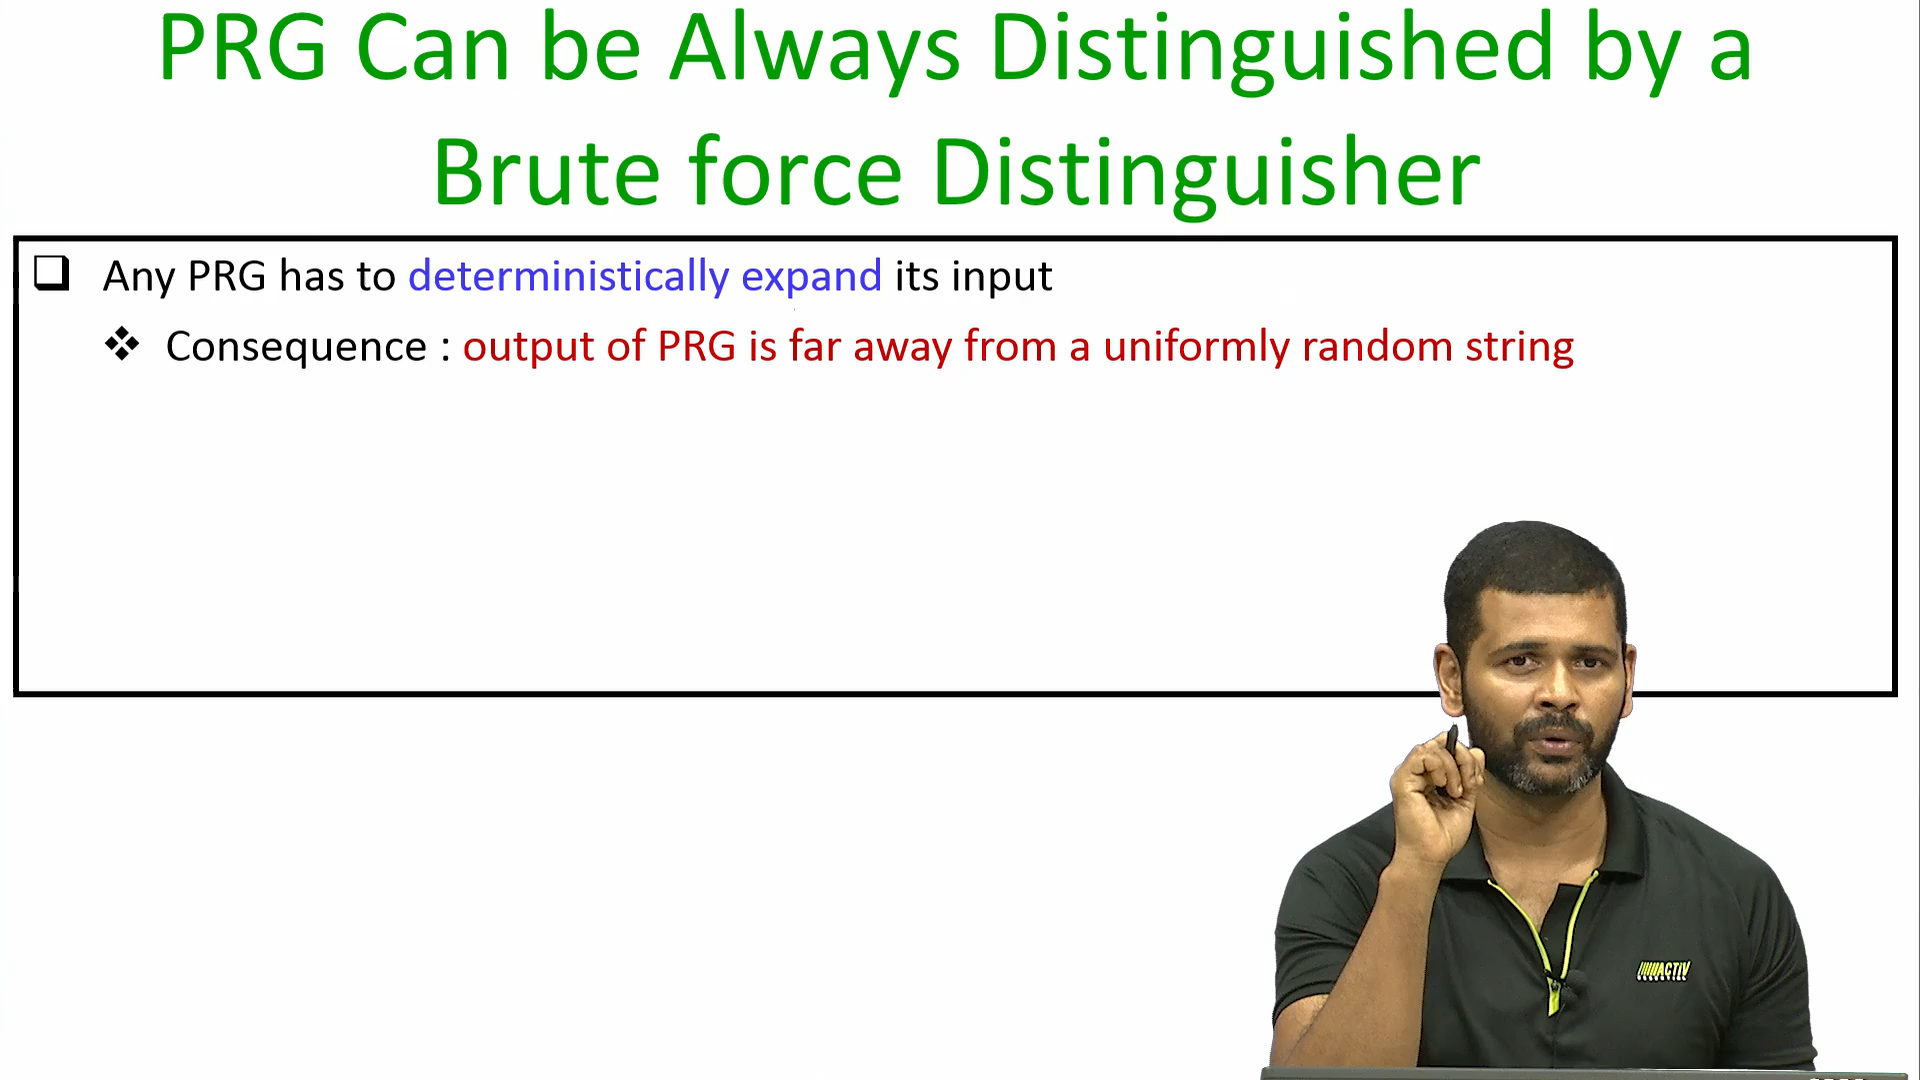 PRG Can be Always Distinguished by a
Brute force Distinguisher
Any PRG has to deterministically expand its input
Consequence : output of PRG is far away from a uniformly random string
ACTIV